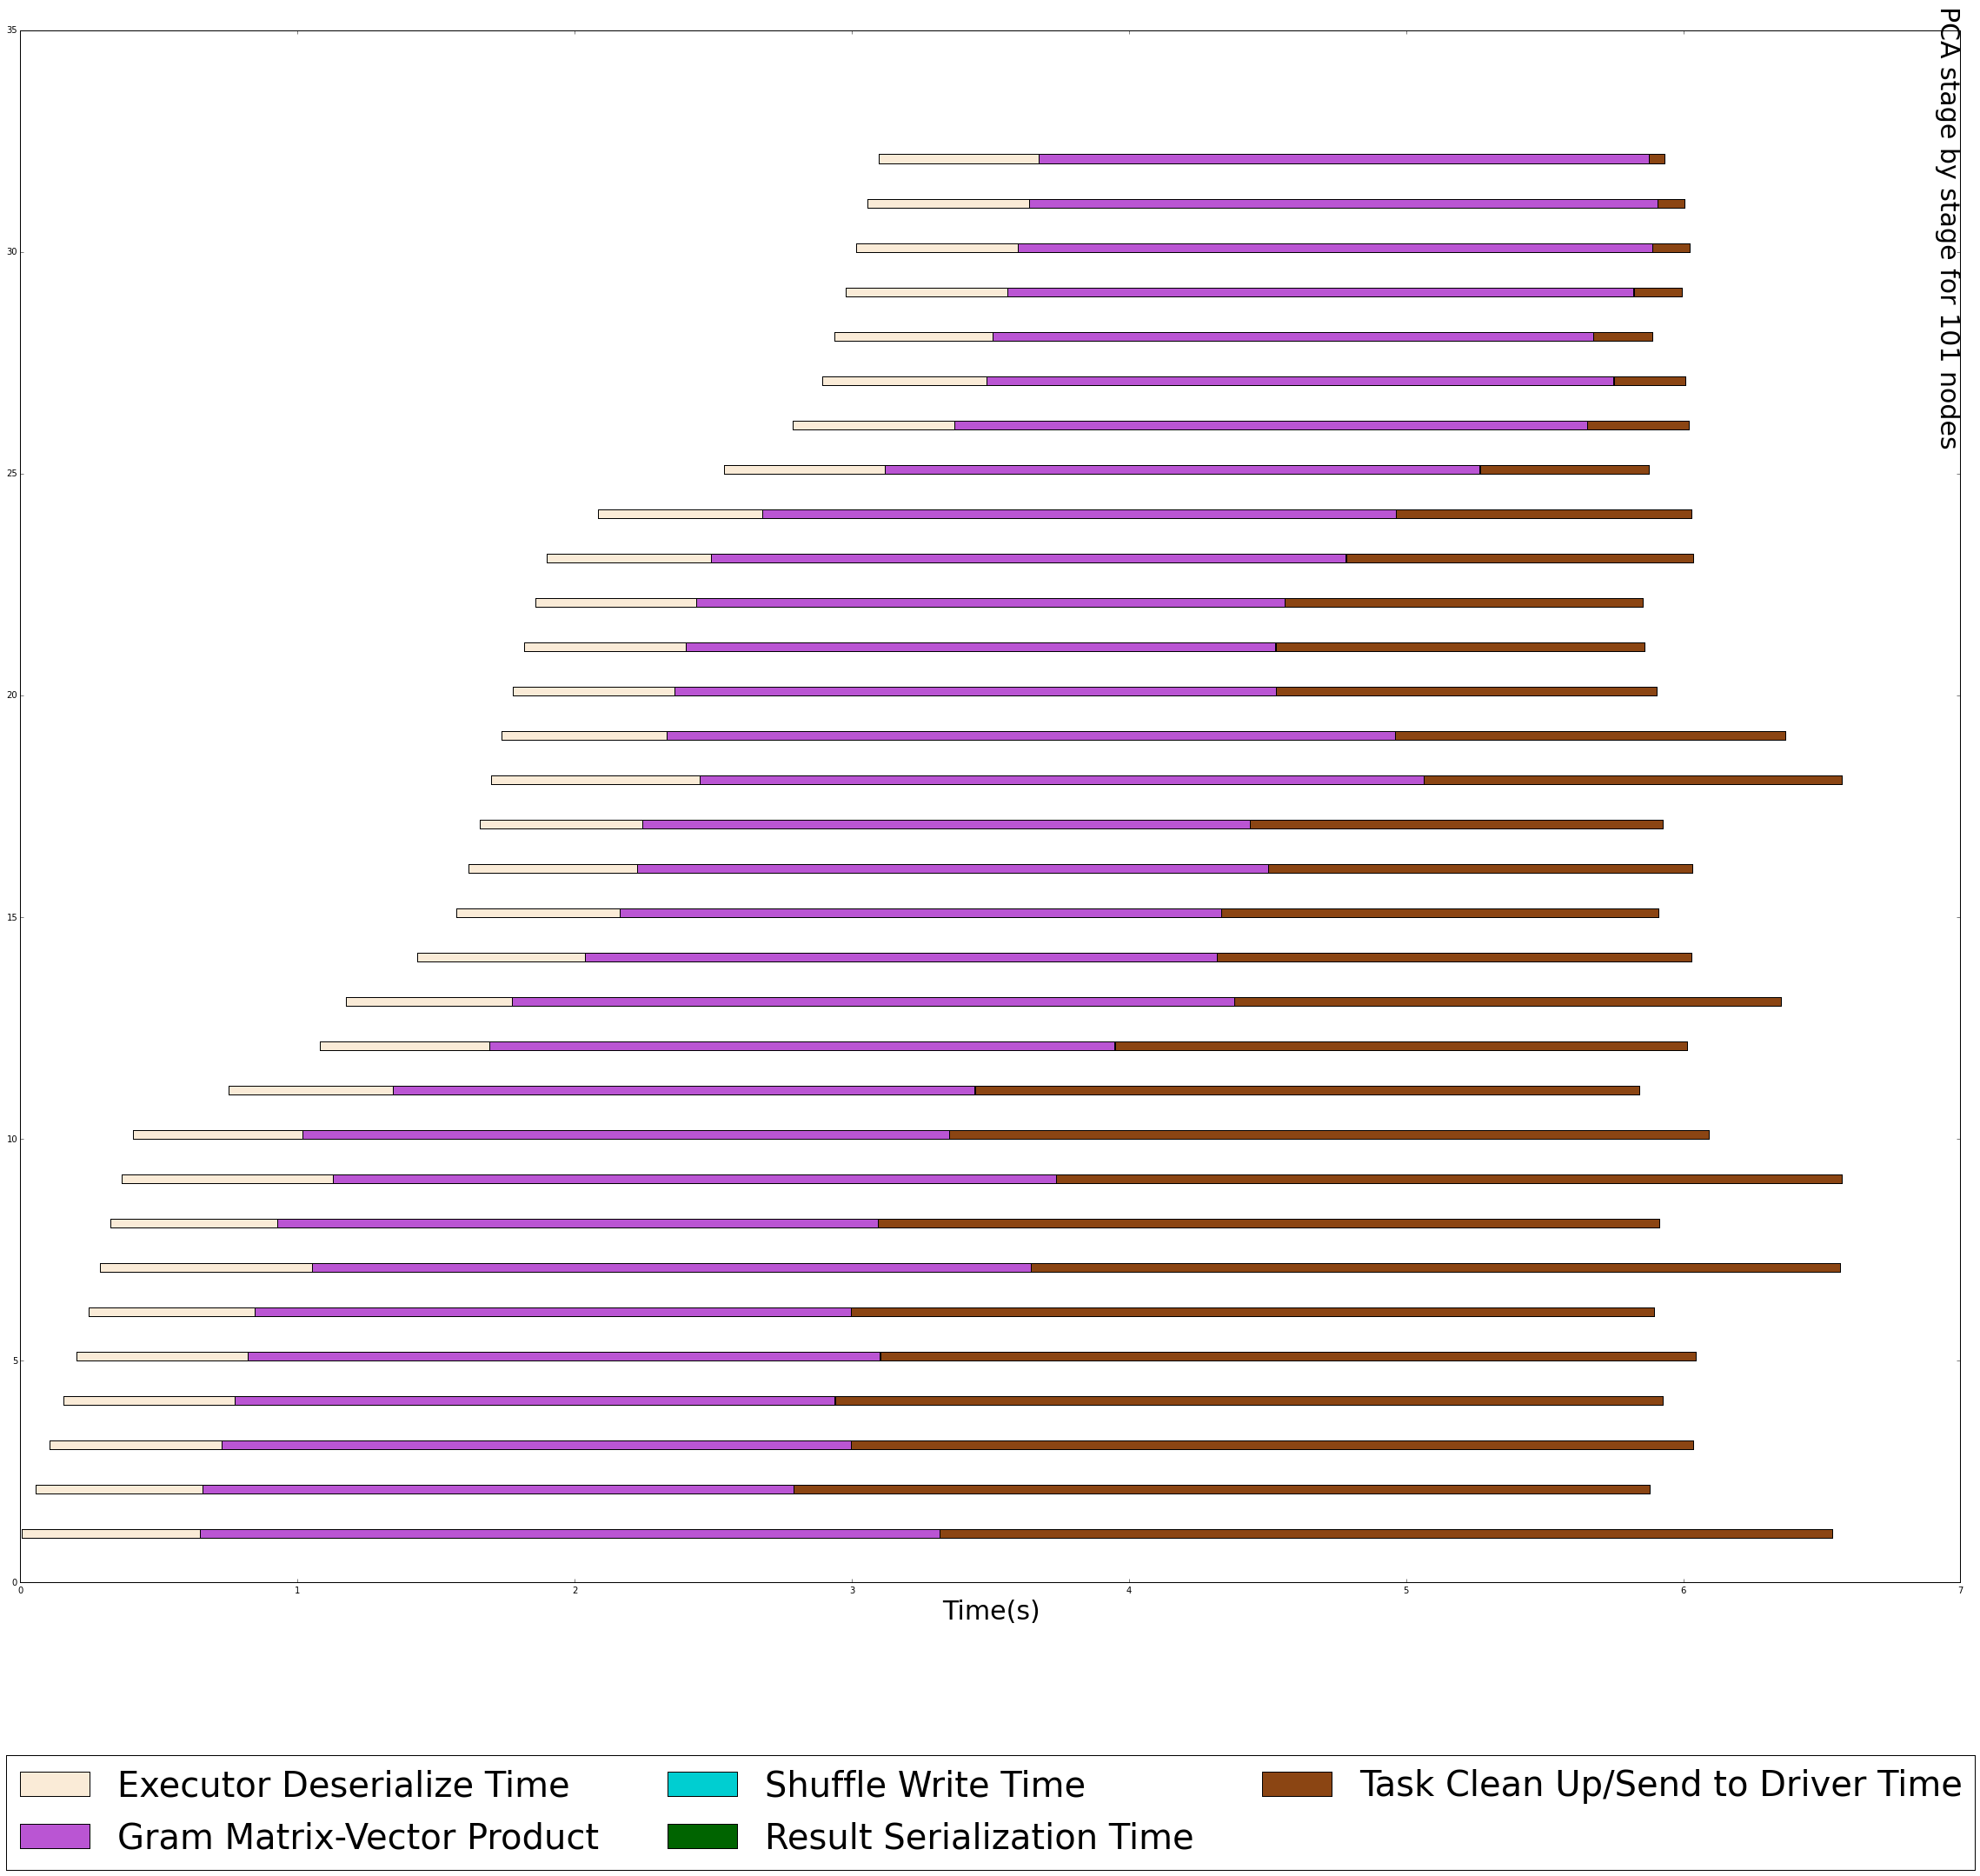 PCA stage by stage for 101 nodes
35
30
25
20
15
10
5
0
0 1 2 3 4 5 6 7
Time(s)
Executor Deserialize Time
Gram Matrix-Vector Product
Shuffle Write Time
Result Serialization Time
Task Clean Up/Send to Driver Time